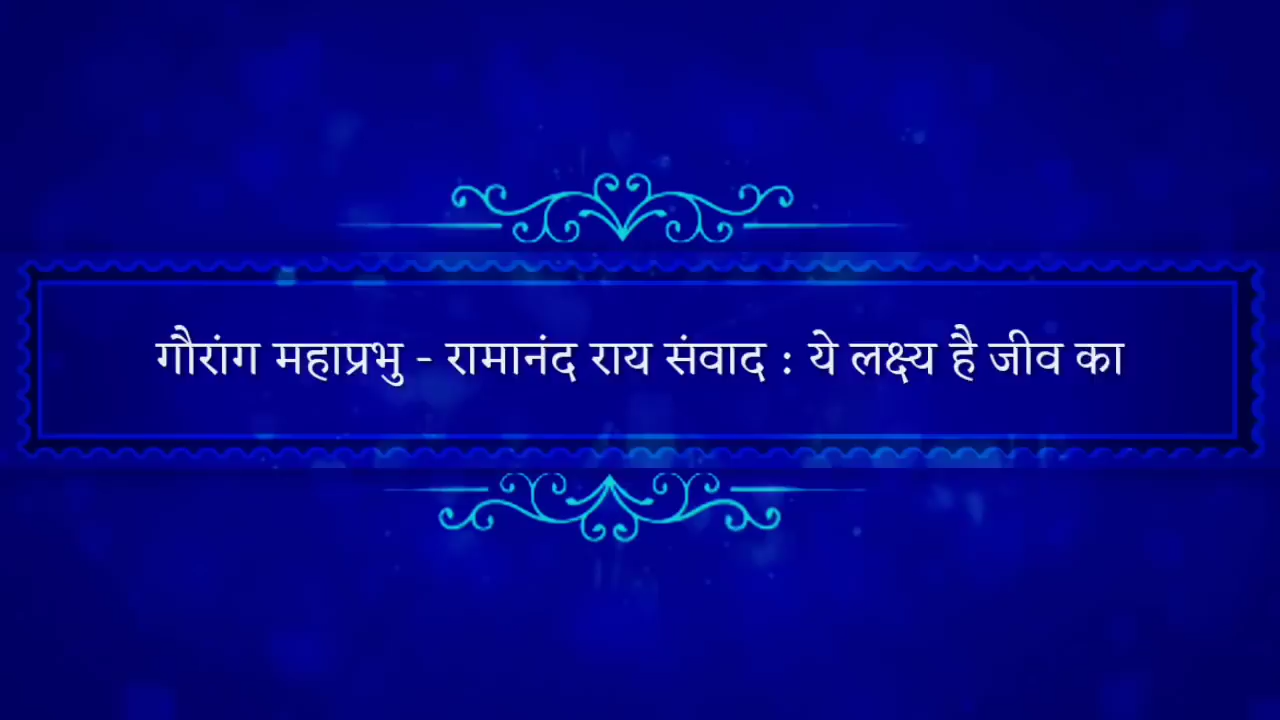 गौरांग महाप्रभु - रामानंद राय संवाद : ये लक्ष्य है जीव का